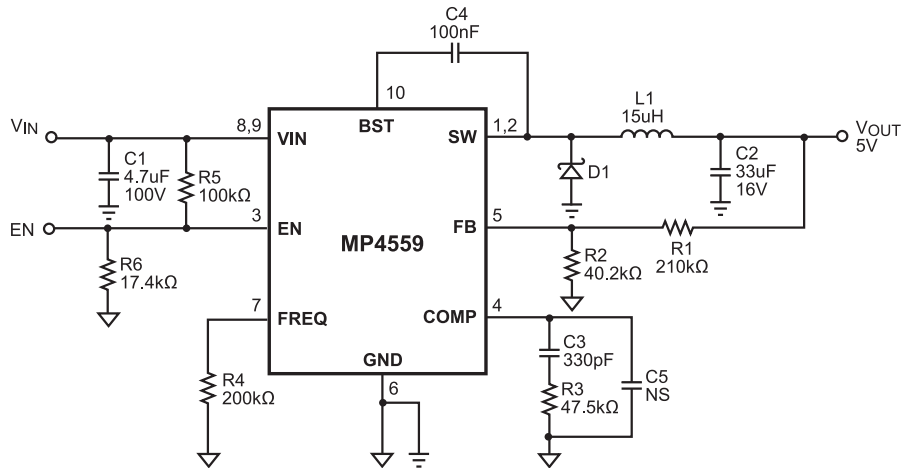 C4
100nF
10
VIN
8,9
VIN
BST
SW
1,2
L1
15uH
VOUT
5V
C1
4.7uF
100V
R5
100kΩ
D1
C2
33uF
16V
EN
3
EN
MP4559
FB
5
R6
17.4kΩ
R2
40.2kΩ
R1
210kΩ
7
FREQ
COMP
4
GND
6
R4
200kΩ
C3
330pF
R3
47.5kΩ
C5
NS